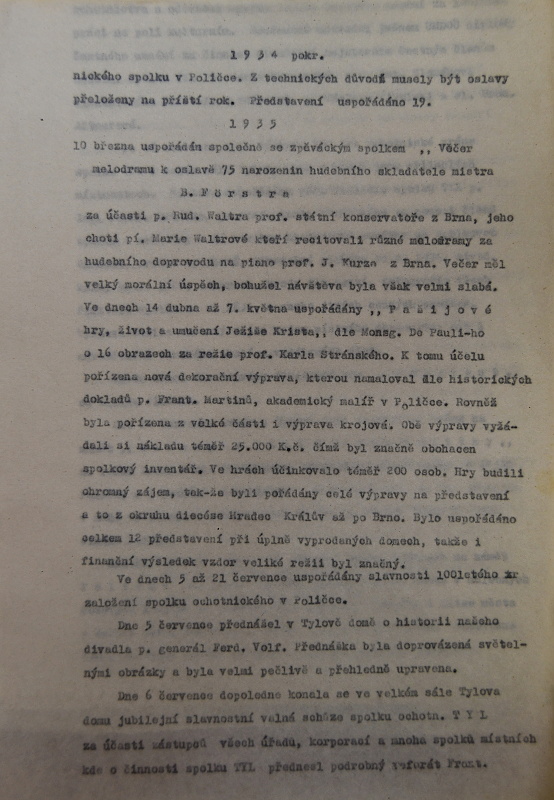 1 9 3 4 pokr.
nického spolku v Poličce. Z technických důvodů musely být oslavy
přeloženy na příští rok. Představení uspořádáno 19.
1 9 3 5
10 března uspořádán společně se zpěváckým spolkem ,, Večer
melodramu k oslavě 75 narozenin hudebního skladatele mistra
B. F ö r s t r a
za účasti p. Rud. Waltra prof. státní konservatoře z Brna, jeho
choti pí. Marie Waltrové kteří recitovali různé melodramy za
hudebního doprovodu na piano prof. J. Kurze z Brna. Večer měl
velký morální úspěch, bohužel návštěva byla však velmi slabá.
Ve dnech 14 dubna až 7. května uspořádány ,, P a š i j o v é
hry, život a umučení Ježíše Krista,, dle Monsg. De Pauli-ho
o 16 obrazech za režie prof. Karla Stránského. K tomu účelu
pořízena nová dekorační výprava, kterou namaloval dle historických
dokladů p. Frant. Martinů, akademický malíř v Poličce. Rovněž
byla pořízena z velké části i výprava krojová. Obě výpravy vyžá-
dali si nákladu téměř 25.000 K.č. čímž byl značně obohacen
spolkový inventář. Ve hrách účinkovalo téměř 200 osob. Hry budili
ohromný zájem, tak-že byli pořádány celé výpravy na představení
a to z okruhu diecéze Hradec Králův až po Brno. Bylo uspořádáno
celkem 12 představení při úplně vyprodaných domech, takže i
finanční výsledek vzdor veliké režii byl značný.
Ve dnech 5 až 21 července uspořádány slavnosti 100letého xr
založení spolku ochotnického v Poličce.
Dne 5 července přednášel v Tylově domě o historii našeho
divadla p. generál Ferd. Volf. Přednáška byla doprovázená světel-
nými obrázky a byla velmi pečlivě a přehledně upravena.
Dne 6 července dopoledne konala se ve velkém sále Tylova
domu jubilejní slavnostní valná schůze spolku ochotn. T Y L
za účasti zástupců všech úřadů, korporací a mnoha spolků místních
kde o činnosti spolku TYL přednesl podrobný referát Frant.